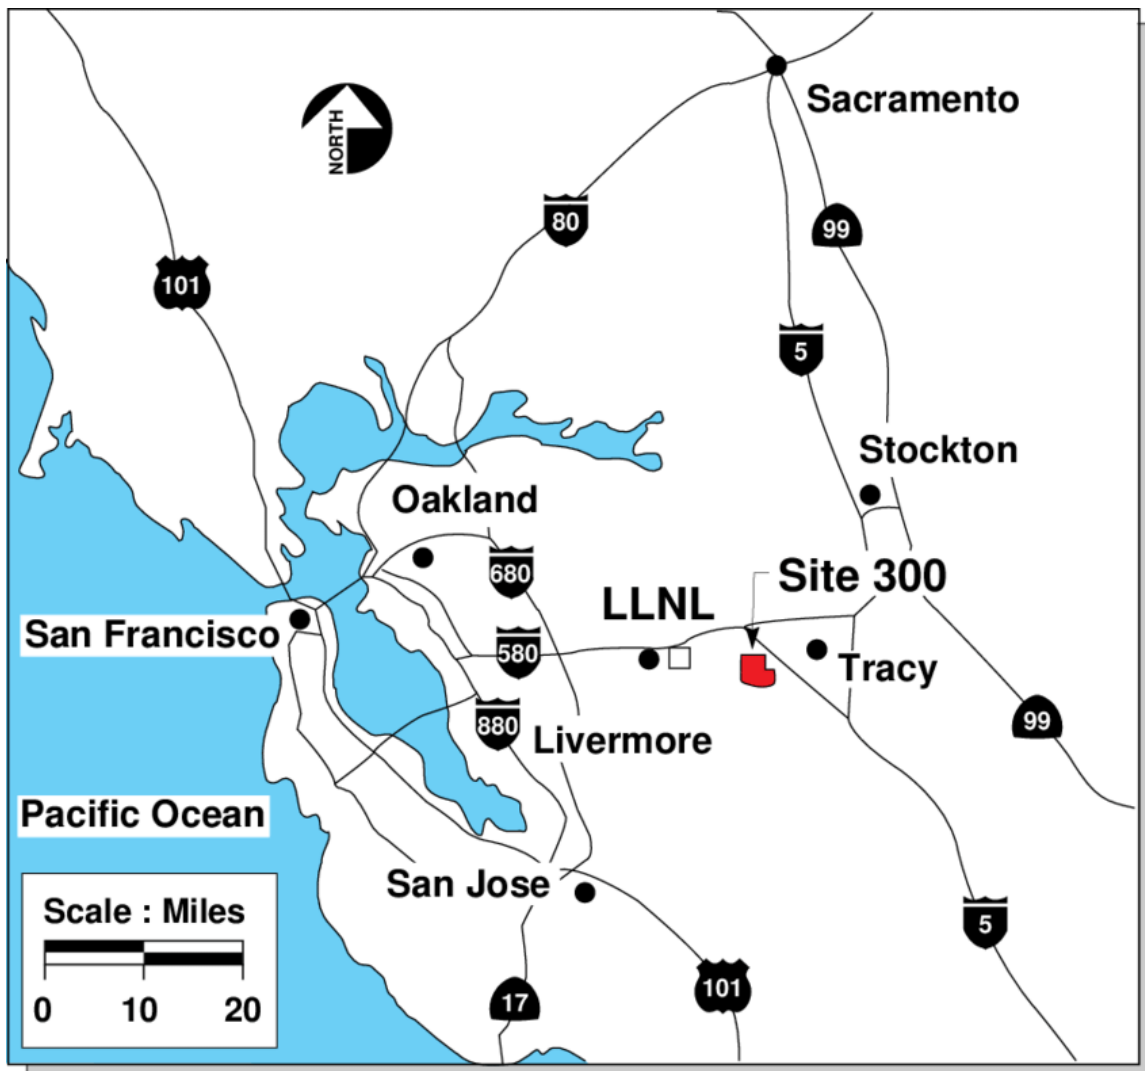 Sacramento
NORTH
80
99
101
5
Stockton
Oakland
680
Site 300
LLNL
San Francisco
580
Tracy
880
99
Livermore
Pacific Ocean
San Jose
Scale : Miles
5
101
17
0 10 20